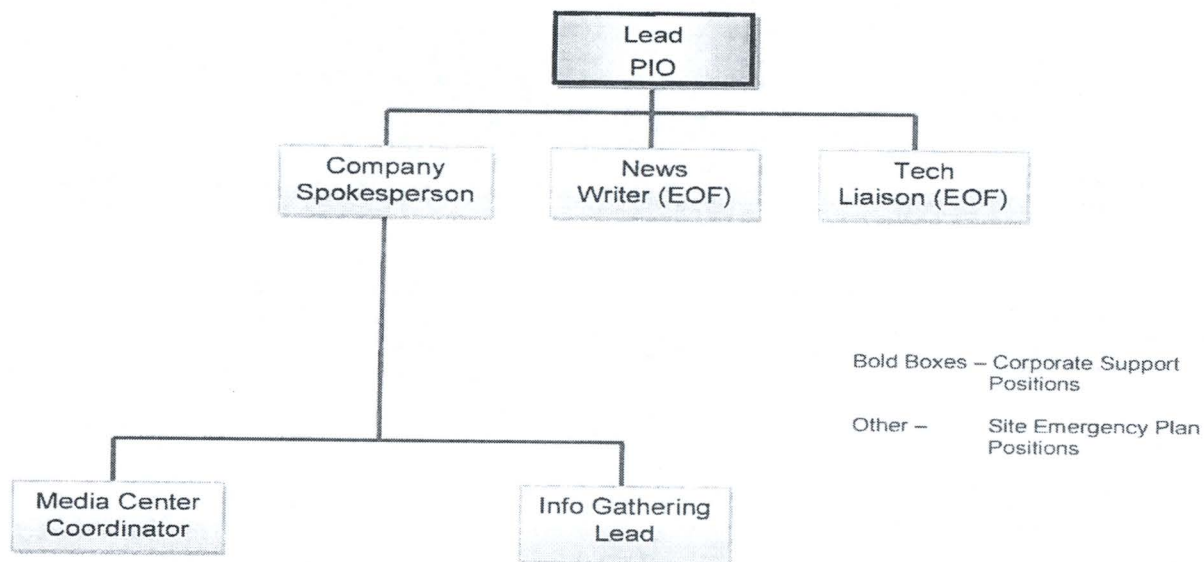 Lead
PIO
Company
Spokesperson
News
Writer (EOF)
Tech
Liaison (EOF)
Bold Boxes – Corporate Support
Positions
Other – Site Emergency Plan
Positions
Media Center
Coordinator
Info Gathering
Lead